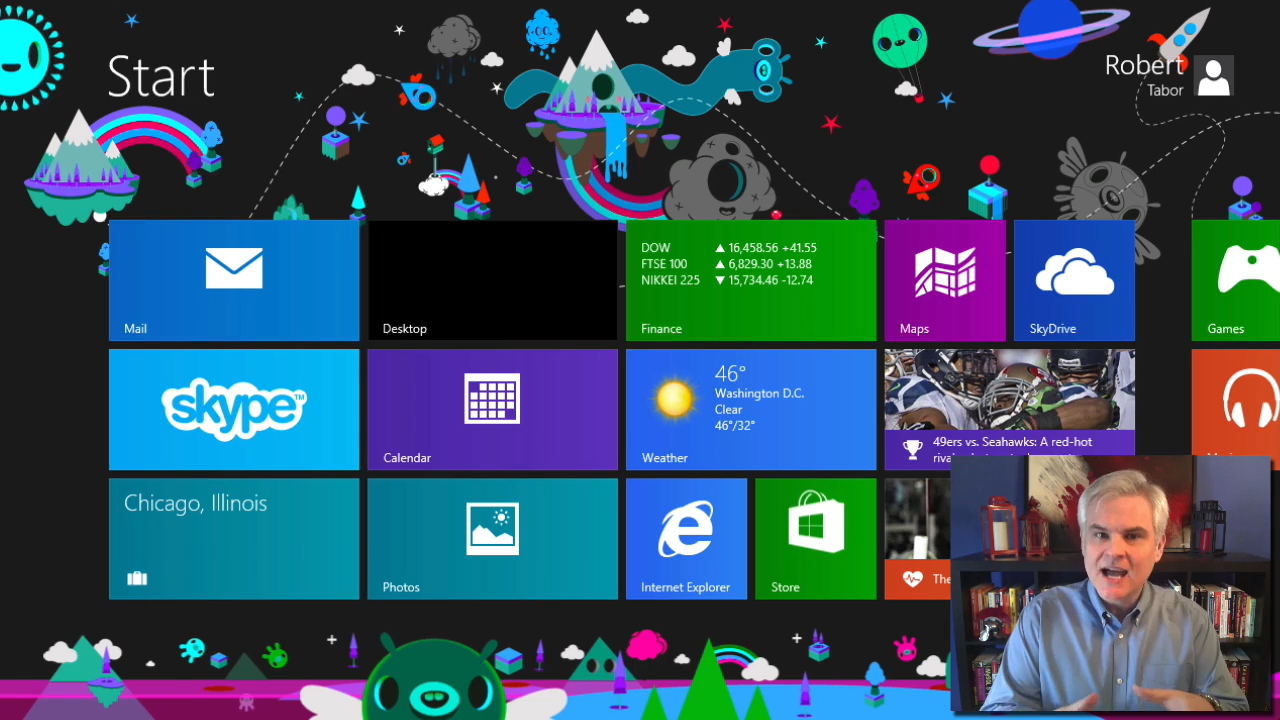 Start
Robert
Tabor
Mail
Desktop
DOW ▲ 16,458.56 +41.55
FTSE 100 ▲ 6,829.30 +13.88
NIKKEI 225 ▼ 15,734.46 -12.74
Finance
Maps
SkyDrive
Games
skype™
Calendar
46°
Washington D.C.
Clear
46°/32°
Weather
49ers vs. Seahawks: A red-hot
Chicago, Illinois
Photos
Internet Explorer
Store